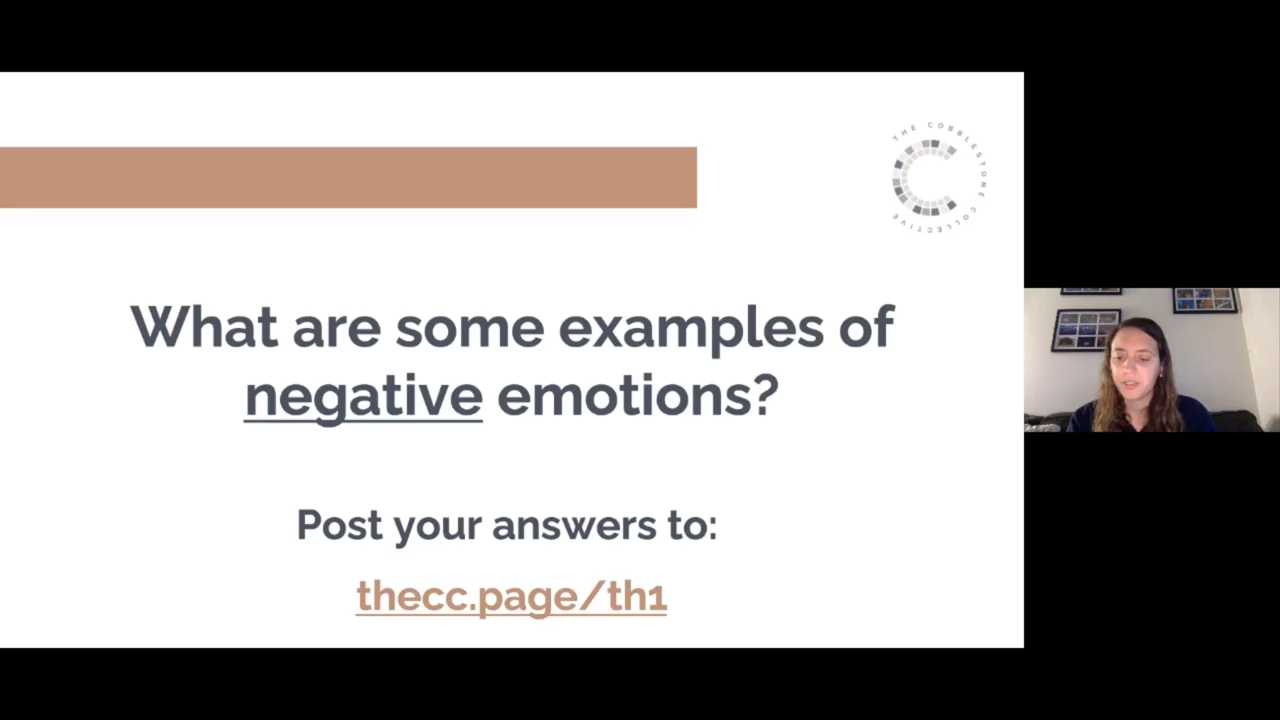 THE COBBLESTONE COLLECTIVE
What are some examples of
negative emotions?
Post your answers to:
thecc.page/th1